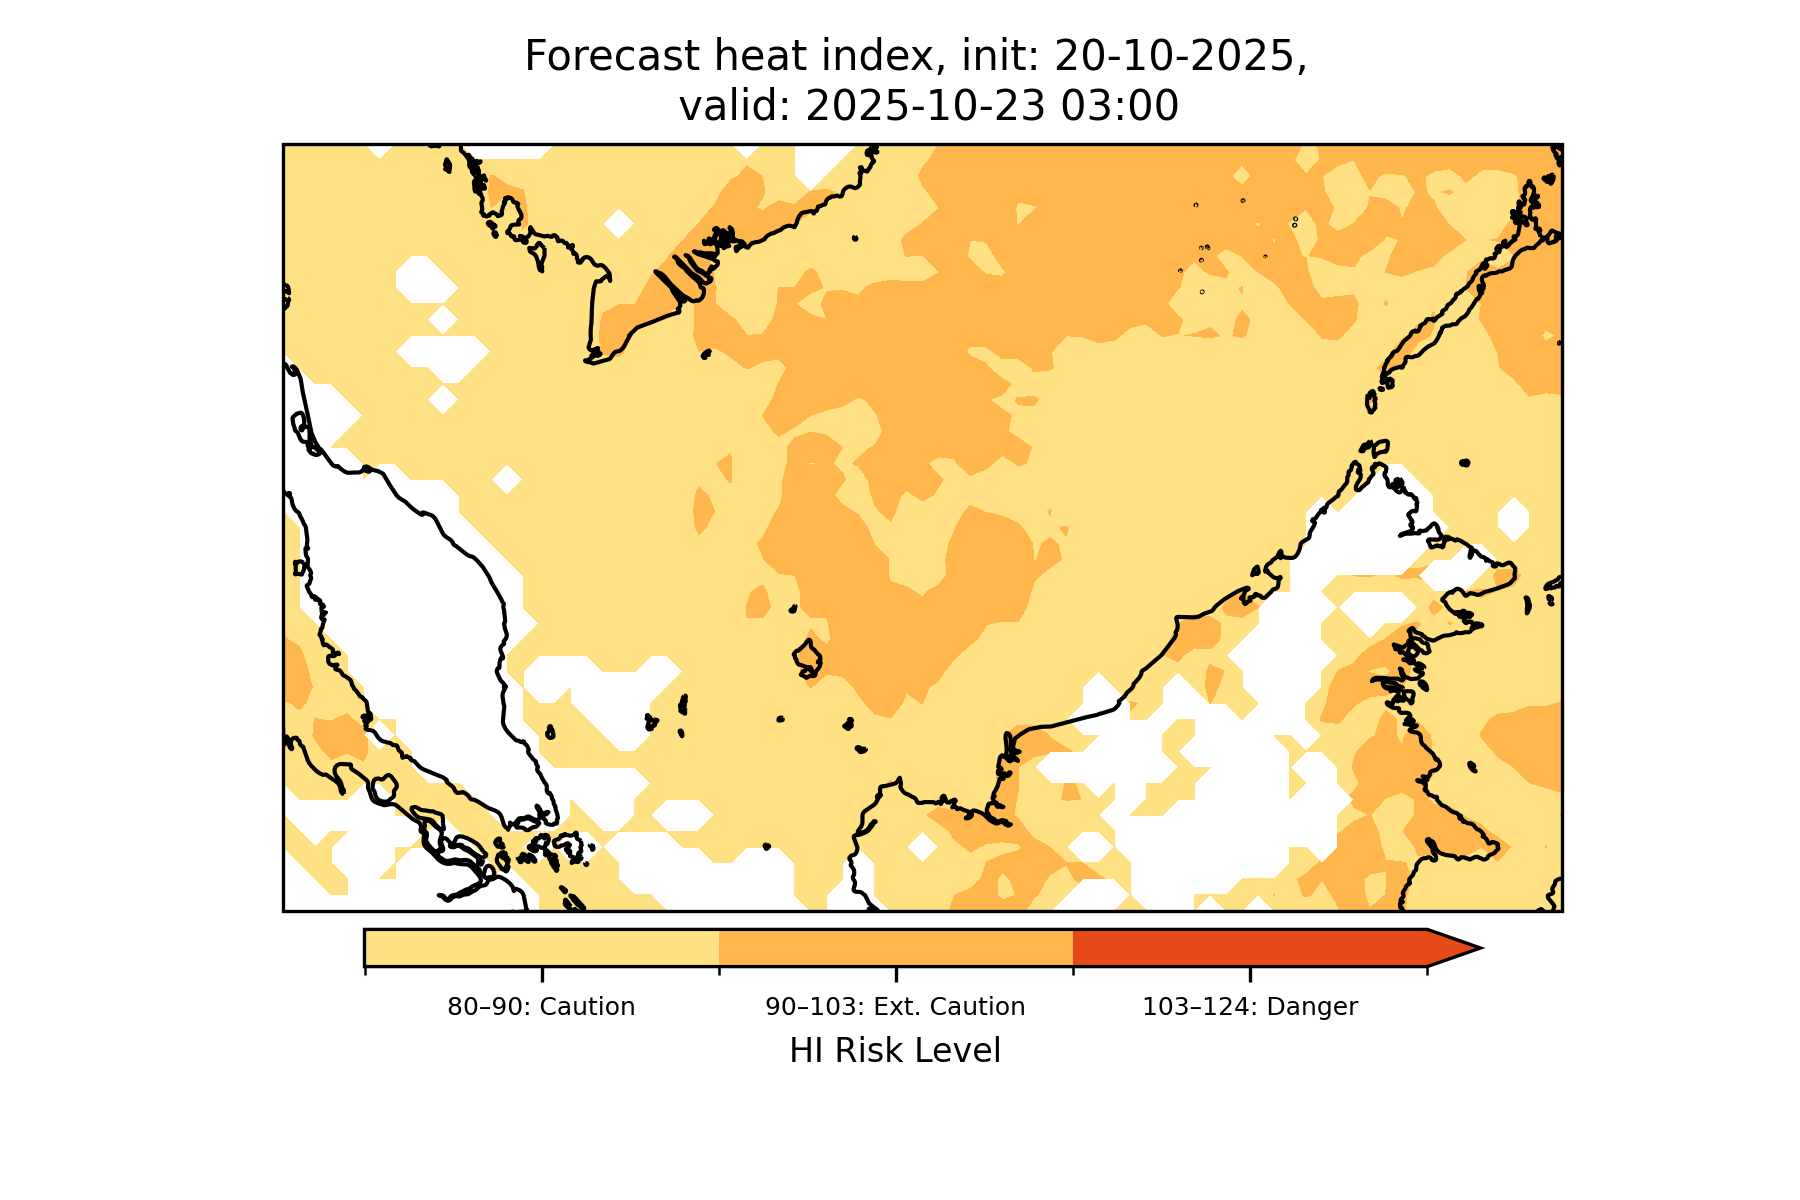 Forecast heat index, init: 20-10-2025,
valid: 2025-10-23 03:00
80–90: Caution
90–103: Ext. Caution
103–124: Danger
HI Risk Level